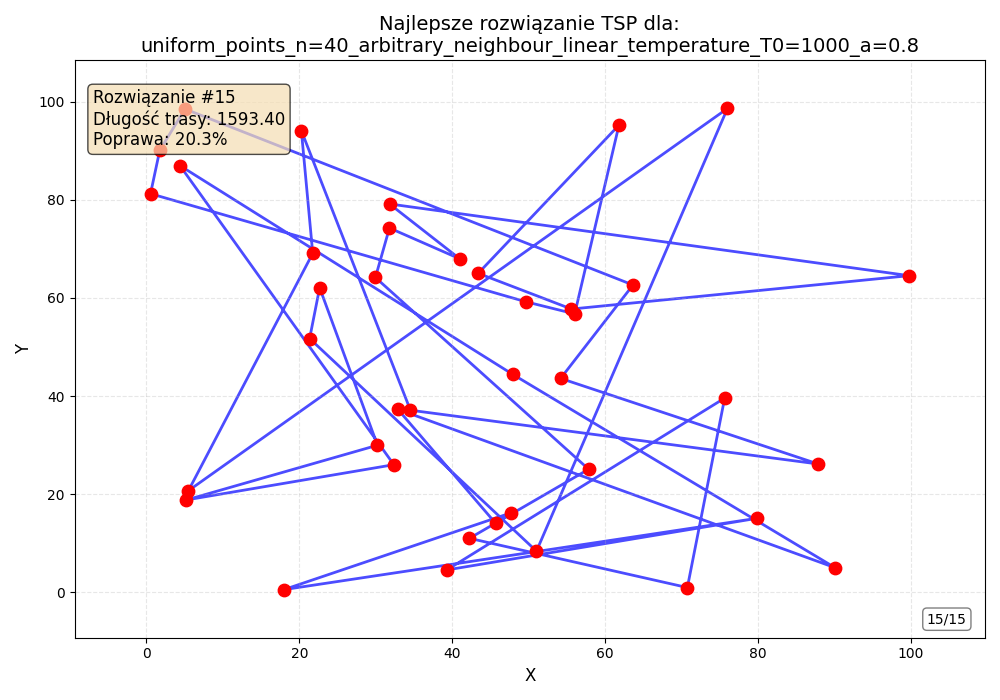 Najlepsze rozwiązanie TSP dla:
uniform_points_n=40_arbitrary_neighbour_linear_temperature_T0=1000_a=0.8
Rozwiązanie #15
Długość trasy: 1593.40
Poprawa: 20.3%
100
80
60
40
20
0
Y
0 20 40 60 80 100
X
15/15